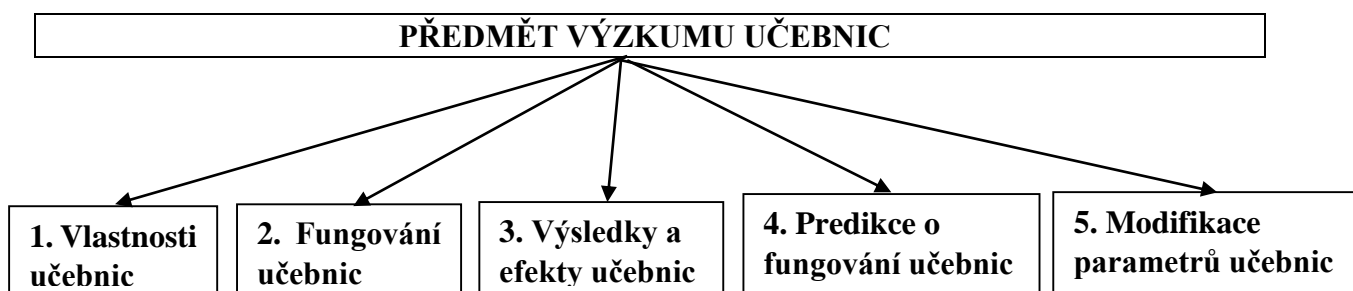 PŘEDMĚT VÝZKUMU UČEBNIC
1. Vlastnosti
učebnic
2. Fungování
učebnic
3. Výsledky a
efekty učebnic
4. Predikce o
fungování učebnic
5. Modifikace
parametrů učebnic